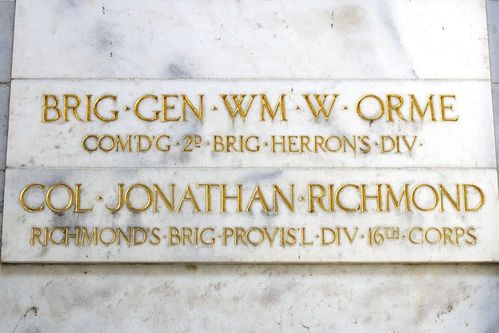 BRIG·GEN·WM·W·ORME
COM'D'G·2D·BRIG·HERRON'S·DIV·
COL·JONATHAN·RICHMOND
RICHMOND'S·BRIG·PROVIS'L·DIV·16TH·CORPS